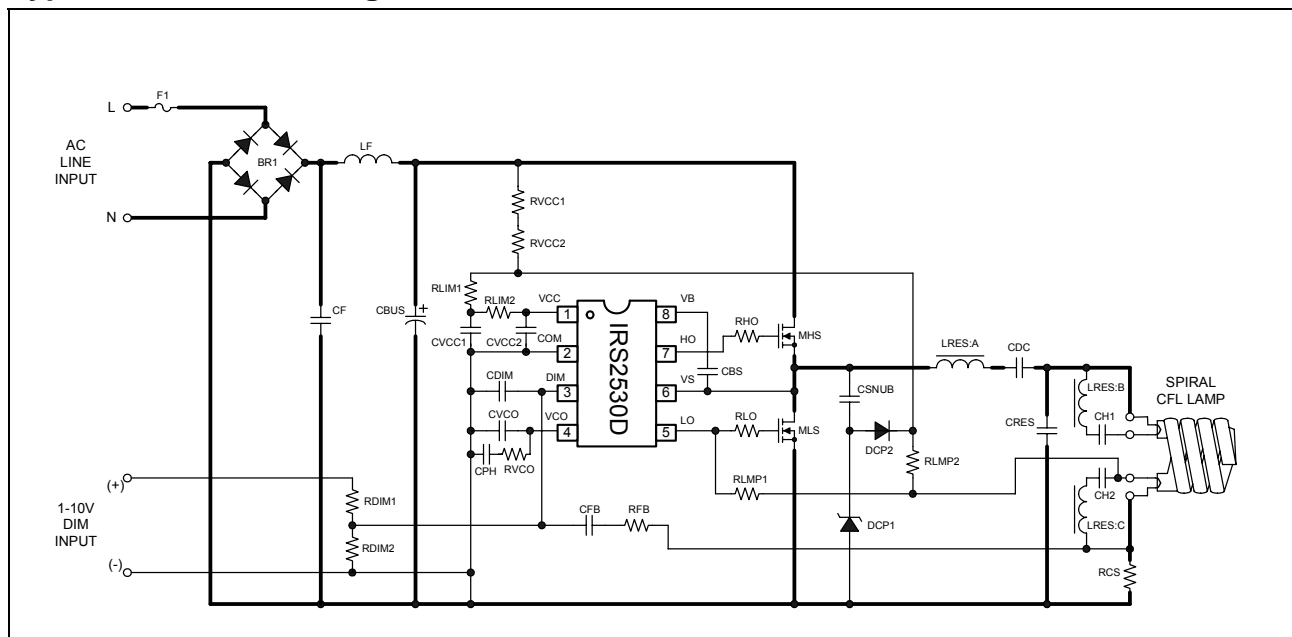 L
F1
AC
LINE
INPUT
BR1
N
LF
CF
CBUS
+
RVCC1
RVCC2
RLIM1
RLIM2
VCC
CVCC1
CVCC2
COM
CDIM
DIM
CVCO
VCO
CPH
RVCO
1
2
3
4
IRS2530D
8
7
6
5
VB
HO
VS
LO
RHO
CBS
RLO
MHS
MLS
CSNUB
DCP2
RLMP1
RLMP2
DCP1
LRES:A
CDC
CRES
LRES:B
CH1
CH2
LRES:C
SPIRAL
CFL LAMP
RCS
(+)
1-10V
DIM
INPUT
(-)
RDIM1
RDIM2
CFB
RFB